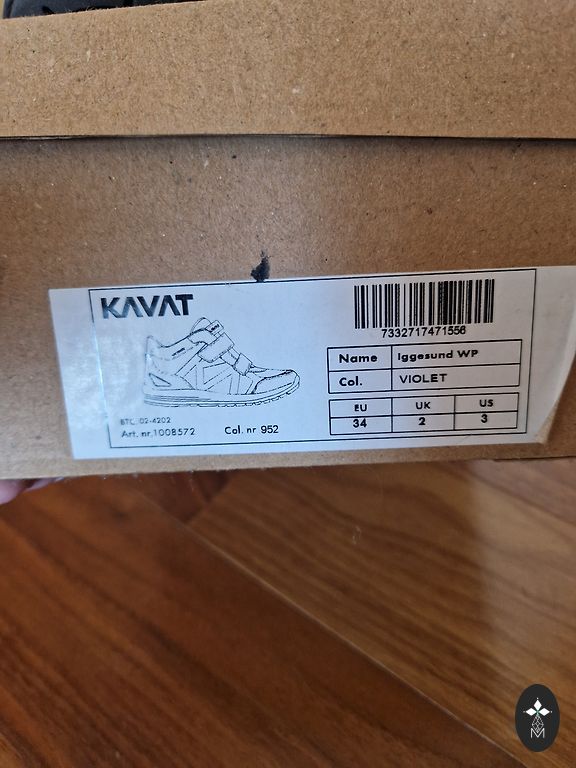 KAVAT
7332717471556
Name Iggesund WP
Col. VIOLET
EU UK US
34 2 3
BTC. 02-4202
Art. nr.1008572 Col. nr 952
M